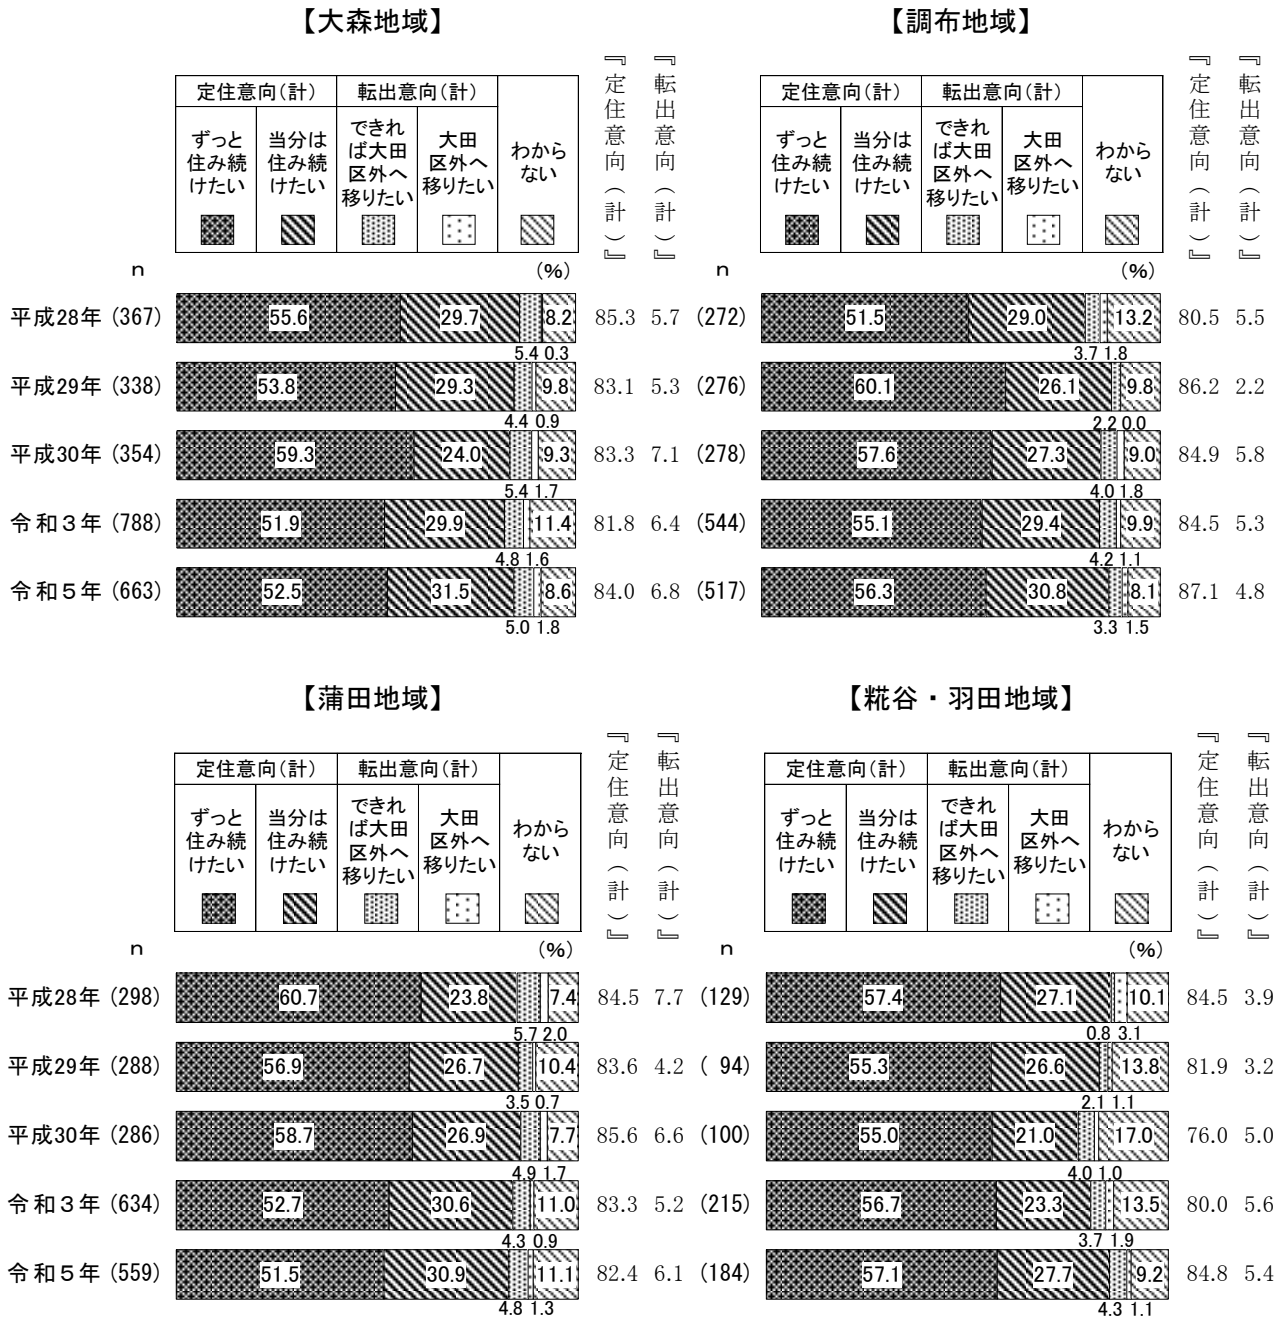 【大森地域】
定住意向（計）
転出意向（計）
ずっと
住み続
けたい
当分は
住み続
けたい
できれ
ば大田
区外へ
移りたい
大田
区外へ
移りたい
わから
ない
『定住意向（計）』
『転出意向（計）』
n
(%)
平成28年 (367) 55.6 29.7 8.2 85.3 5.7
5.4 0.3
平成29年 (338) 53.8 29.3 9.8 83.1 5.3
4.4 0.9
平成30年 (354) 59.3 24.0 9.3 83.3 7.1
5.4 1.7
令和３年 (788) 51.9 29.9 11.4 81.8 6.4
4.8 1.6
令和５年 (663) 52.5 31.5 8.6 84.0 6.8
5.0 1.8
【調布地域】
定住意向（計）
転出意向（計）
ずっと
住み続
けたい
当分は
住み続
けたい
できれ
ば大田
区外へ
移りたい
大田
区外へ
移りたい
わから
ない
『定住意向（計）』
『転出意向（計）』
n
(%)
(272) 51.5 29.0 13.2 80.5 5.5
3.7 1.8
(276) 60.1 26.1 9.8 86.2 2.2
2.2 0.0
(278) 57.6 27.3 9.0 84.9 5.8
4.0 1.8
(544) 55.1 29.4 9.9 84.5 5.3
4.2 1.1
(517) 56.3 30.8 8.1 87.1 4.8
3.3 1.5
【蒲田地域】
定住意向（計）
転出意向（計）
ずっと
住み続
けたい
当分は
住み続
けたい
できれ
ば大田
区外へ
移りたい
大田
区外へ
移りたい
わから
ない
『定住意向（計）』
『転出意向（計）』
n
(%)
平成28年 (298) 60.7 23.8 7.4 84.5 7.7
5.7 2.0
平成29年 (288) 56.9 26.7 10.4 83.6 4.2
3.5 0.7
平成30年 (286) 58.7 26.9 7.7 85.6 6.6
4.9 1.7
令和３年 (634) 52.7 30.6 11.0 83.3 5.2
4.3 0.9
令和５年 (559) 51.5 30.9 11.1 82.4 6.1
4.8 1.3
【糀谷・羽田地域】
定住意向（計）
転出意向（計）
ずっと
住み続
けたい
当分は
住み続
けたい
できれ
ば大田
区外へ
移りたい
大田
区外へ
移りたい
わから
ない
『定住意向（計）』
『転出意向（計）』
n
(%)
(129) 57.4 27.1 10.1 84.5 3.9
0.8 3.1
( 94) 55.3 26.6 13.8 81.9 3.2
2.1 1.1
(100) 55.0 21.0 17.0 76.0 5.0
4.0 1.0
(215) 56.7 23.3 13.5 80.0 5.6
3.7 1.9
(184) 57.1 27.7 9.2 84.8 5.4
4.3 1.1